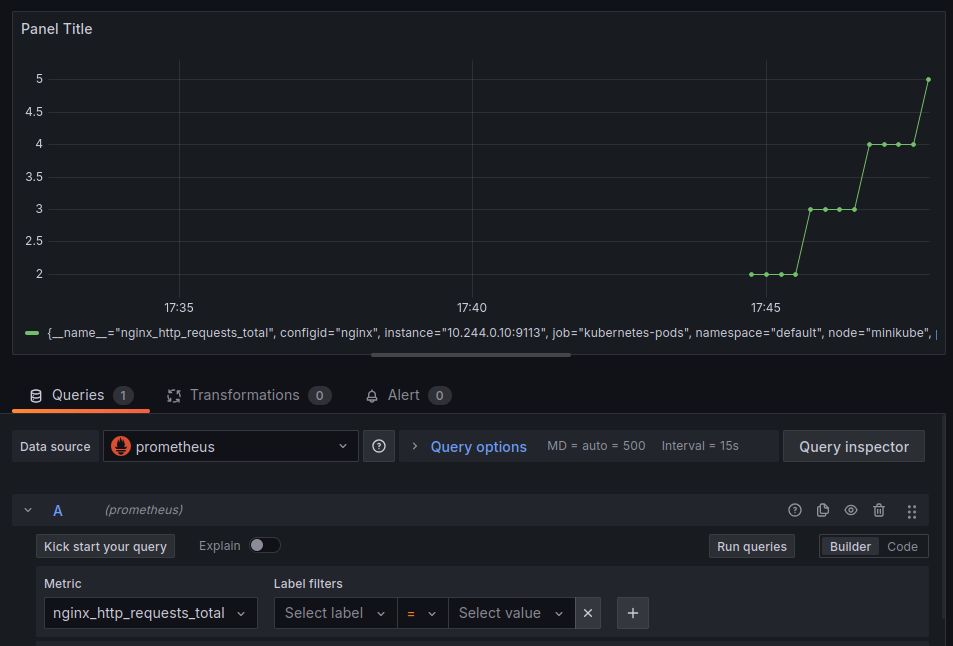 Panel Title
5
4.5
4
3.5
3
2.5
2
17:35 17:40 17:45
{__name__="nginx_http_requests_total", configid="nginx", instance="10.244.0.10:9113", job="kubernetes-pods", namespace="default", node="minikube",
Queries 1 Transformations 0 Alert 0
Data source prometheus Query options MD = auto = 500 Interval = 15s Query inspector
A (prometheus)
Kick start your query Explain Run queries Builder Code
Metric Label filters
nginx_http_requests_total Select label = Select value